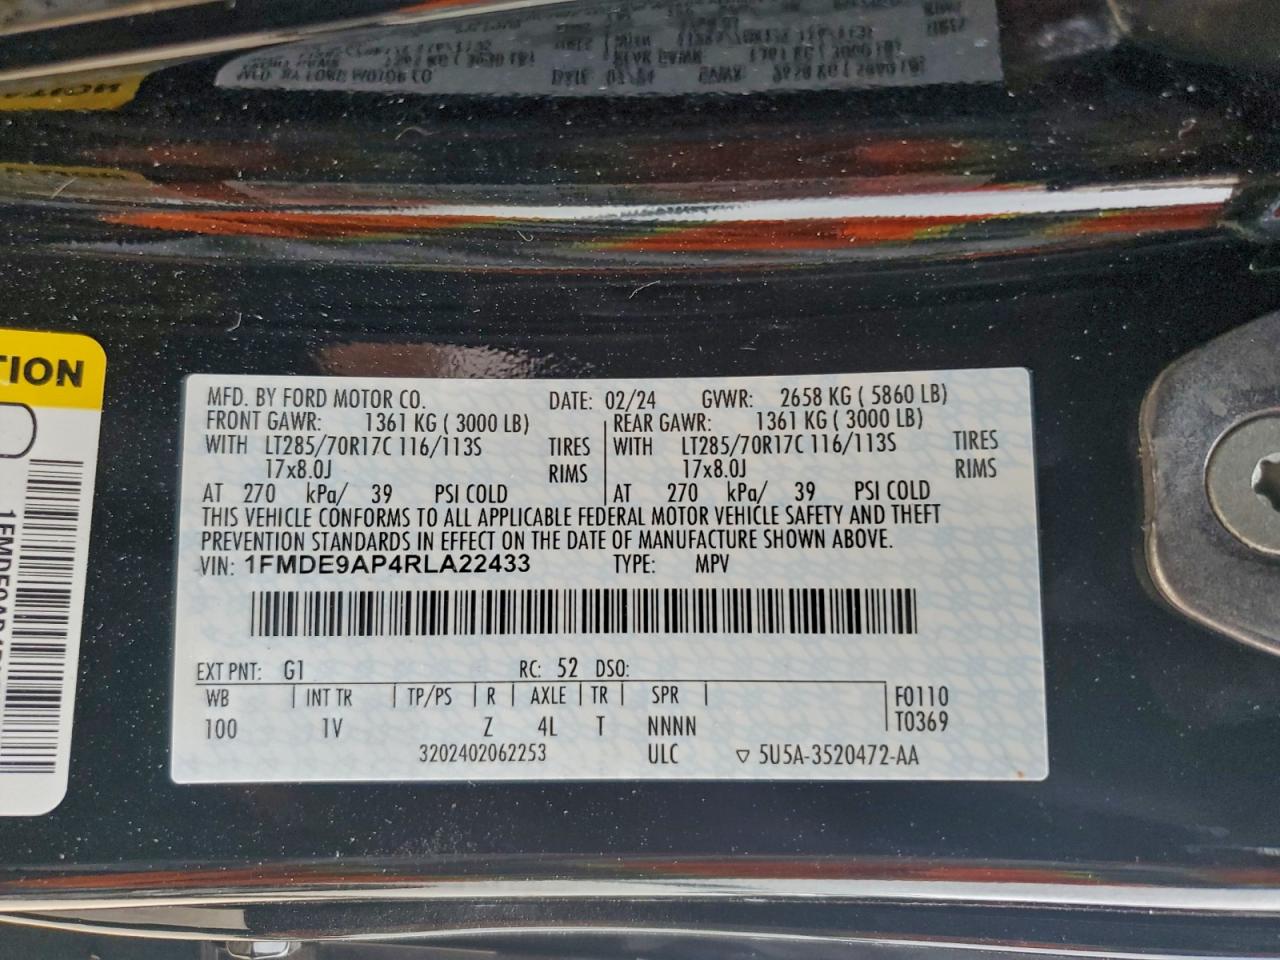 MFD. BY FORD MOTOR CO. DATE: 02/24 GVWR: 2658 KG ( 5860 LB)
FRONT GAWR: 1361 KG ( 3000 LB) REAR GAWR: 1361 KG ( 3000 LB)
WITH LT285/70R17C 116/113S TIRES WITH LT285/70R17C 116/113S TIRES
17x8.0J RIMS 17x8.0J RIMS
AT 270 kPa/ 39 PSI COLD AT 270 kPa/ 39 PSI COLD
THIS VEHICLE CONFORMS TO ALL APPLICABLE FEDERAL MOTOR VEHICLE SAFETY AND THEFT
PREVENTION STANDARDS IN EFFECT ON THE DATE OF MANUFACTURE SHOWN ABOVE.
VIN: 1FMDE9AP4RLA22433 TYPE: MPV
EXT PNT: G1 RC: 52 DSO:
WB INT TR TP/PS R AXLE TR SPR F0110
100 1V Z 4L T NNNN T0369
3202402062253 ULC 5U5A-3520472-AA
TION